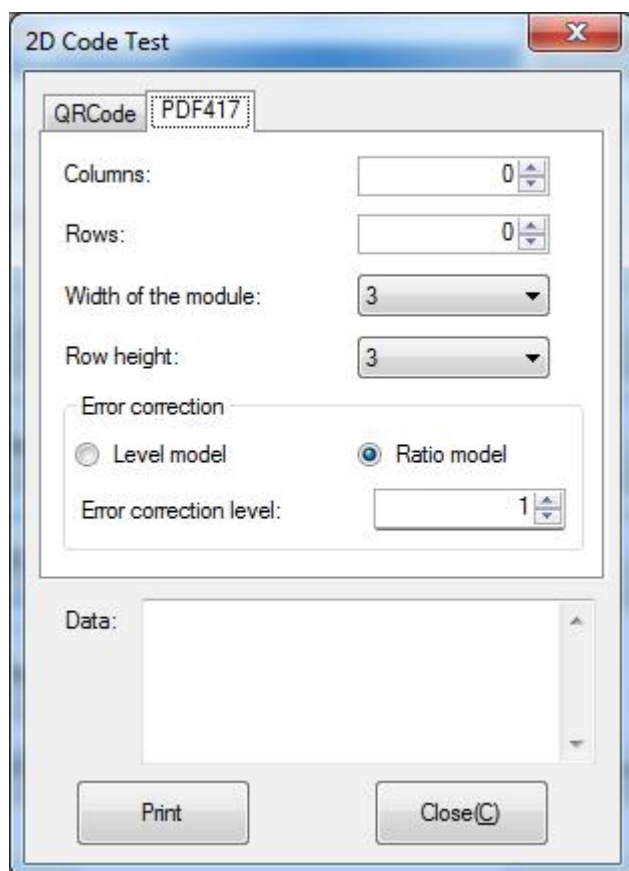 2D Code Test
QRCode PDF417
Columns: 0
Rows: 0
Width of the module: 3
Row height: 3
Error correction
Level model Ratio model
Error correction level: 1
Data:
Print Close(C)